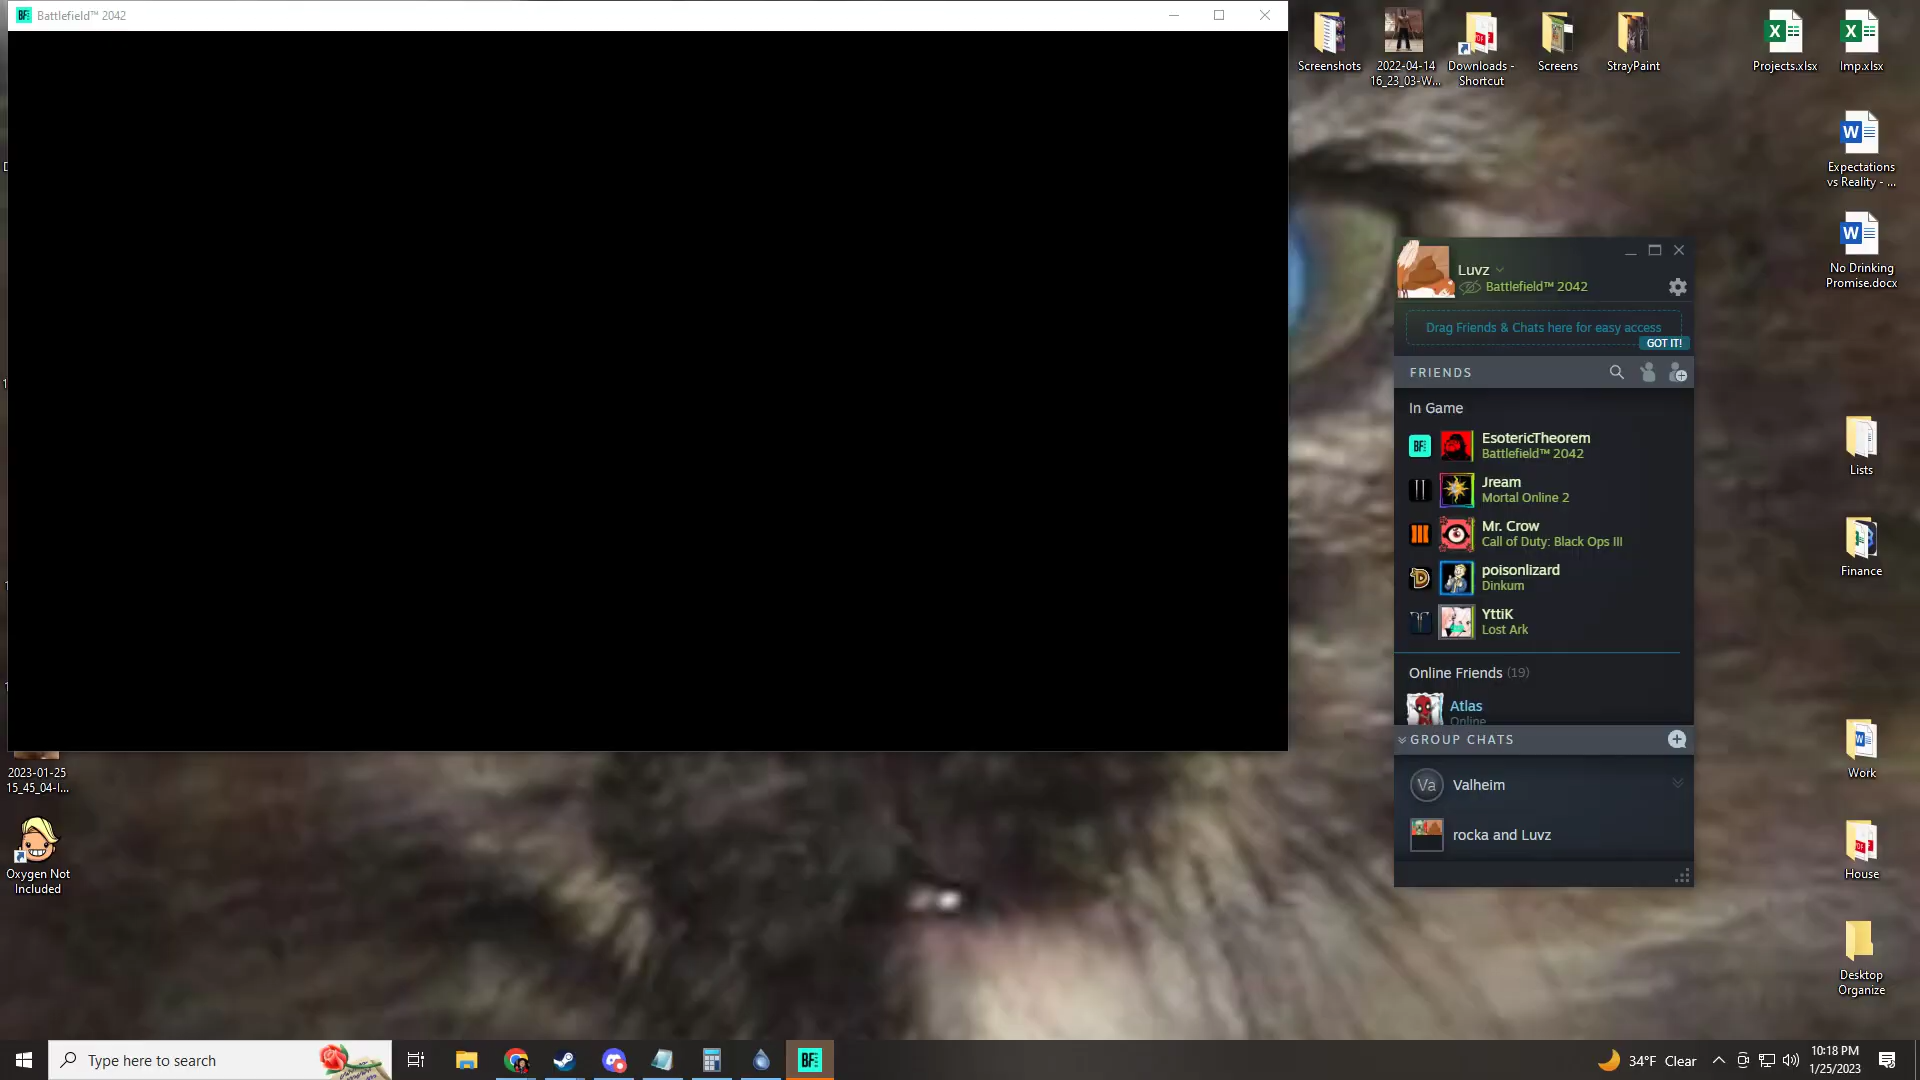 BF
Battlefield™ 2042
Screenshots
2022-04-14
16_23_03-W...
Downloads -
Shortcut
Screens
StrayPaint
Projects.xlsx
Imp.xlsx
Expectations
vs Reality - ...
No Drinking
Promise.docx
Lists
Finance
Work
House
Desktop
Organize
Luvz
Battlefield™ 2042
Drag Friends & Chats here for easy access
GOT IT!
FRIENDS
In Game
BF
EsotericTheorem
Battlefield™ 2042
Jream
Mortal Online 2
Mr. Crow
Call of Duty: Black Ops III
poisonlizard
Dinkum
YttiK
Lost Ark
Online Friends (19)
Atlas
Online
GROUP CHATS
Va
Valheim
rocka and Luvz
2023-01-25
15_45_04-I...
Oxygen Not
Included
Type here to search
BF
34°F Clear
10:18 PM
1/25/2023